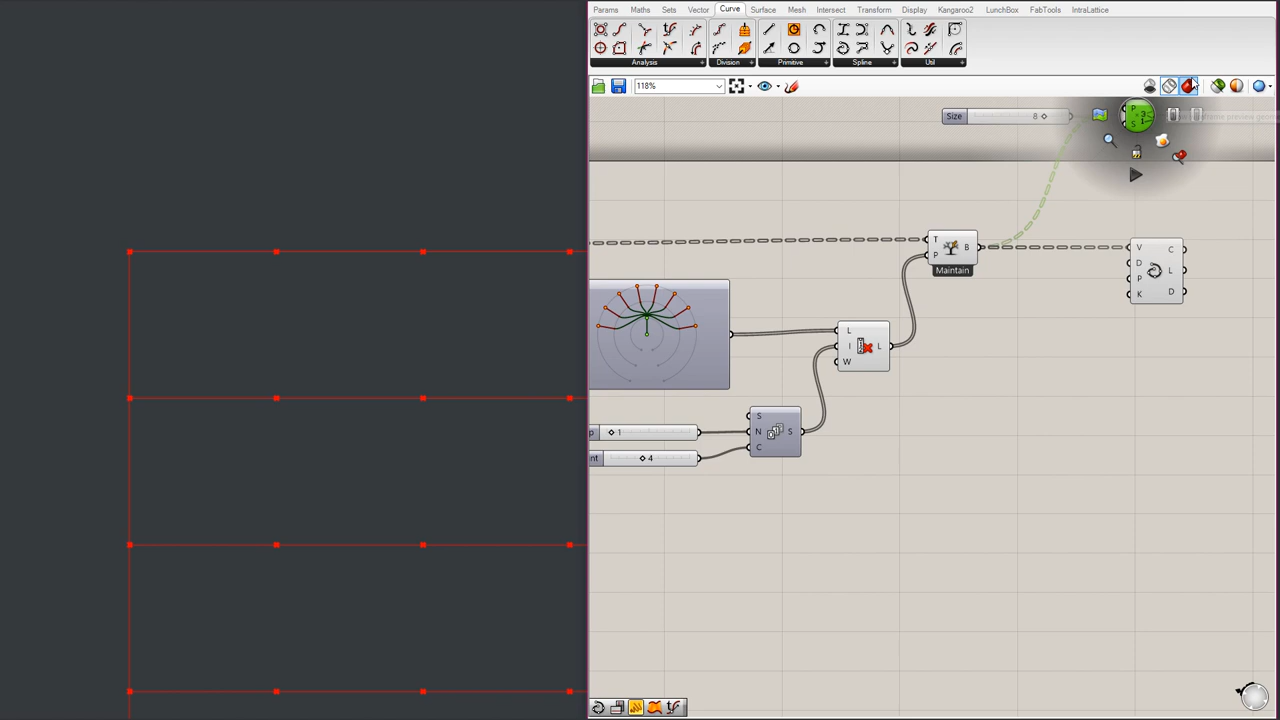 Params Maths Sets Vector Curve Surface Mesh Intersect Transform Display Kangaroo2 LunchBox FabTools IntraLattice
Analysis Division Primitive Spline Util
118%
Size 8
P
S
T B
P
Maintain
V C
D L
P D
K
L
I L
W
S
p 1 N S
nt 4 C